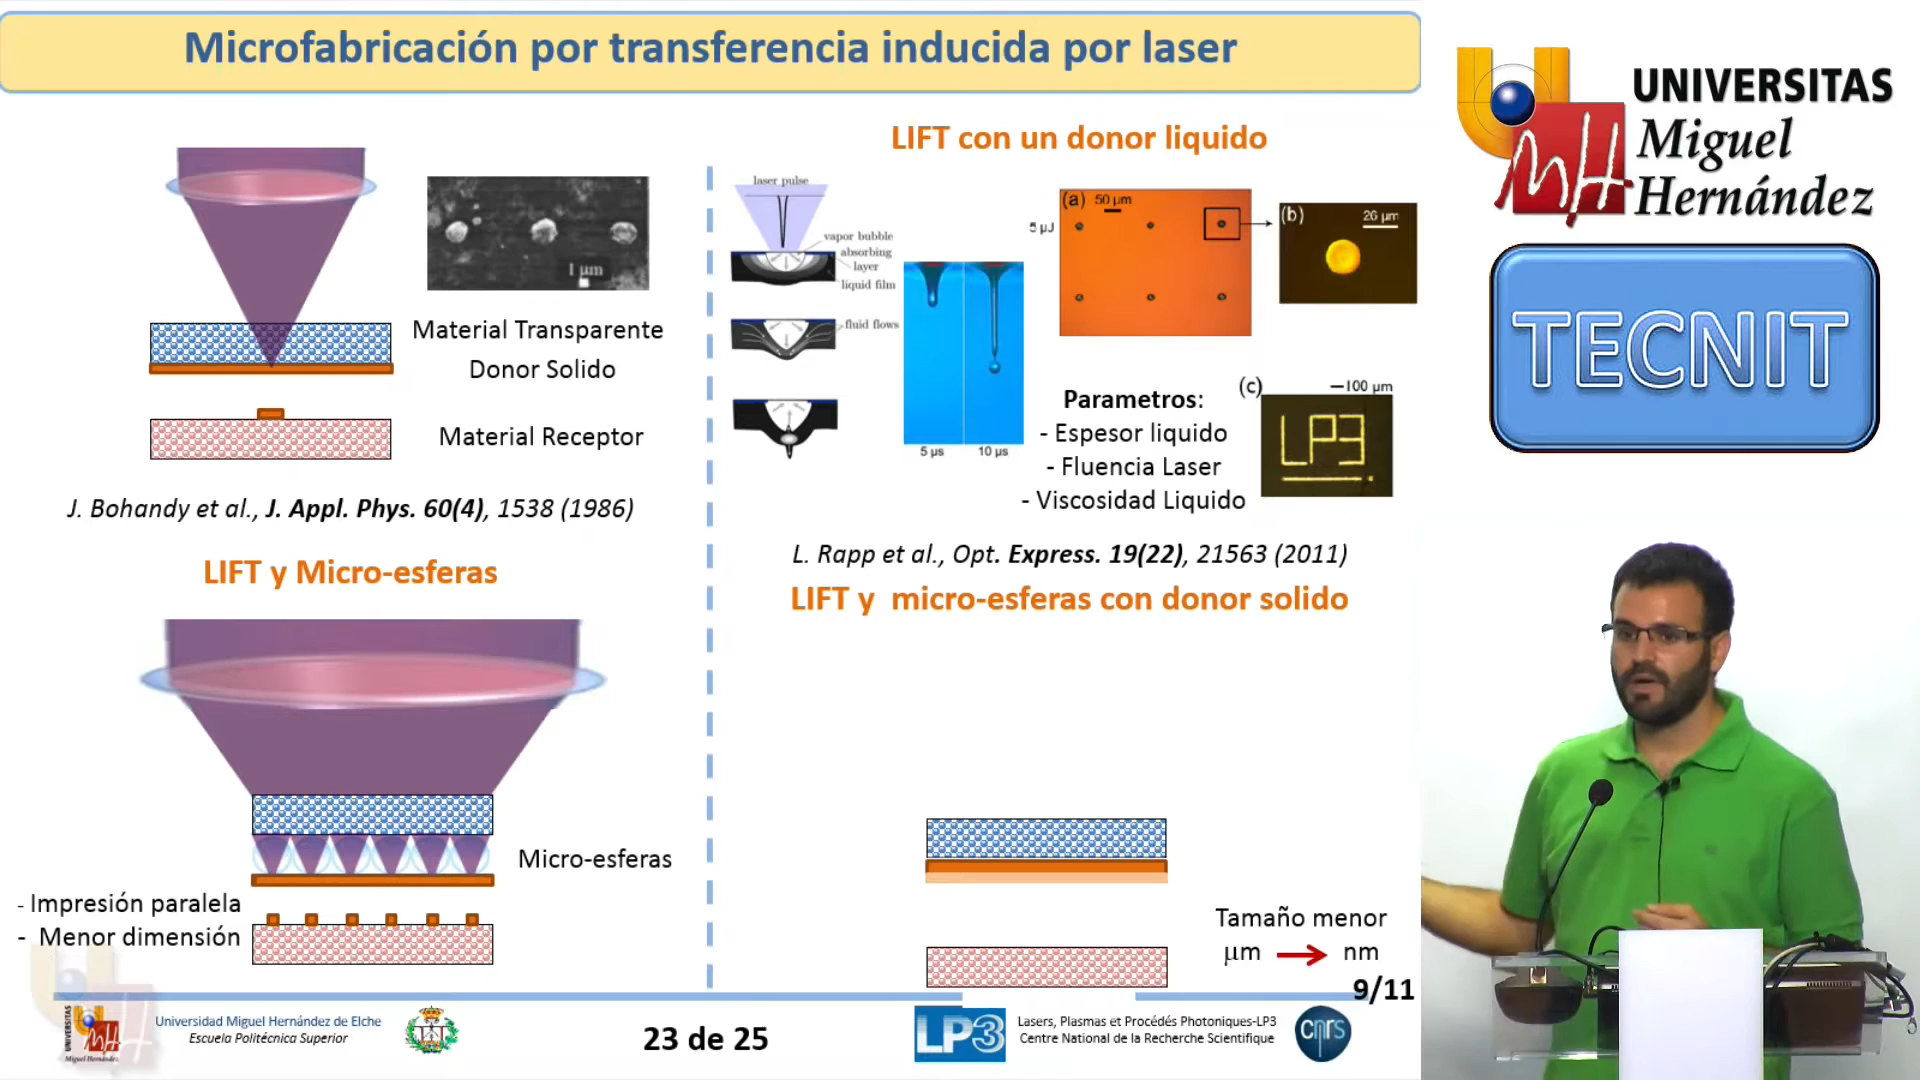 Microfabricación por transferencia inducida por laser
1 µm
Material Transparente
Donor Solido
Material Receptor
J. Bohandy et al., J. Appl. Phys. 60(4), 1538 (1986)
LIFT y Micro-esferas
Micro-esferas
- Impresión paralela
- Menor dimensión
LIFT con un donor liquido
laser pulse
vapor bubble
absorbing
layer
liquid film
fluid flows
5 µs
10 µs
(a) 50 µm
5 µJ
(b) 26 µm
Parametros:
- Espesor liquido
- Fluencia Laser
- Viscosidad Liquido
(c) 100 µm
LP3
L. Rapp et al., Opt. Express. 19(22), 21563 (2011)
LIFT y micro-esferas con donor solido
Tamaño menor
µm nm
9/11
UNIVERSITAS
Miguel
Hernández
Universidad Miguel Hernández de Elche
Escuela Politécnica Superior
23 de 25
LP3
Lasers, Plasmas et Procédés Photoniques-LP3
Centre National de la Recherche Scientifique
cnrs
UNIVERSITAS
Miguel
Hernández
TECNIT